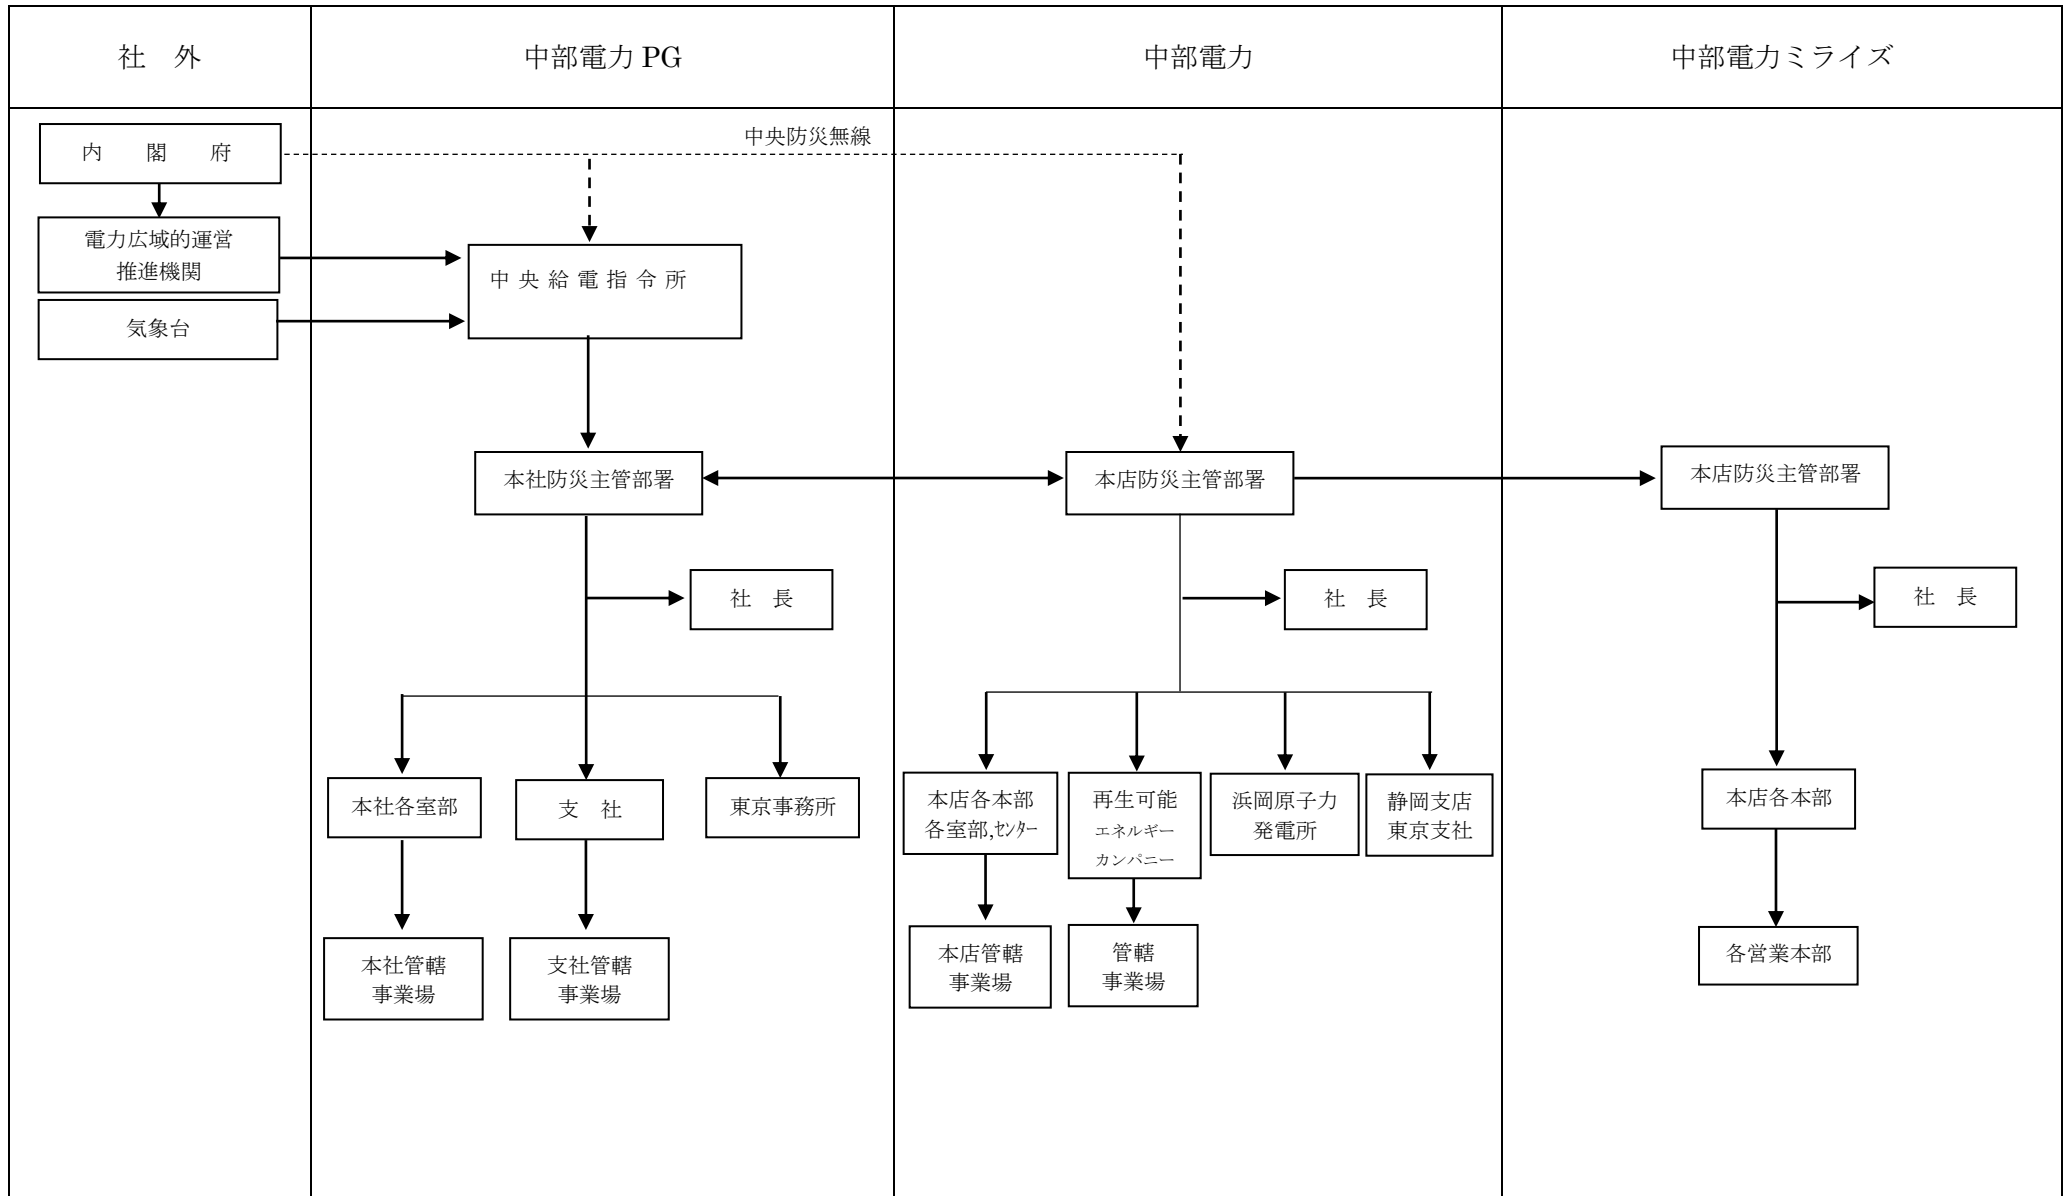 社　外
中部電力 PG
中部電力
中部電力ミライズ
中央防災無線
内　閣　府
電力広域的運営
推進機関
気象台
中央給電指令所
本社防災主管部署
本店防災主管部署
本店防災主管部署
社　長
社　長
社　長
本社各室部
支　社
東京事務所
本店各本部
各室部,ｾﾝﾀｰ
再生可能
エネルギー
カンパニー
浜岡原子力
発電所
静岡支店
東京支社
本店各本部
本社管轄
事業場
支社管轄
事業場
本店管轄
事業場
管轄
事業場
各営業本部